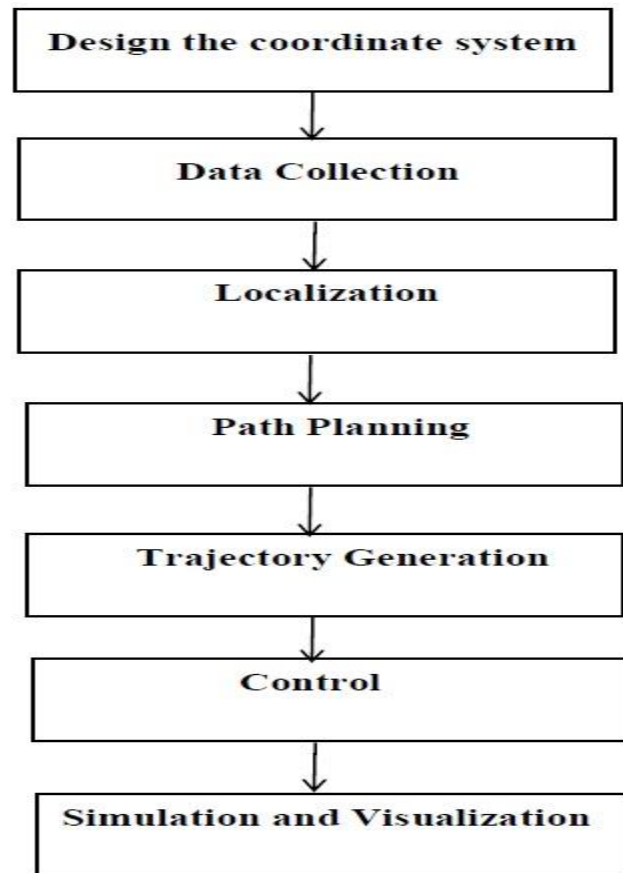 Design the coordinate system
Data Collection
Localization
Path Planning
Trajectory Generation
Control
Simulation and Visualization